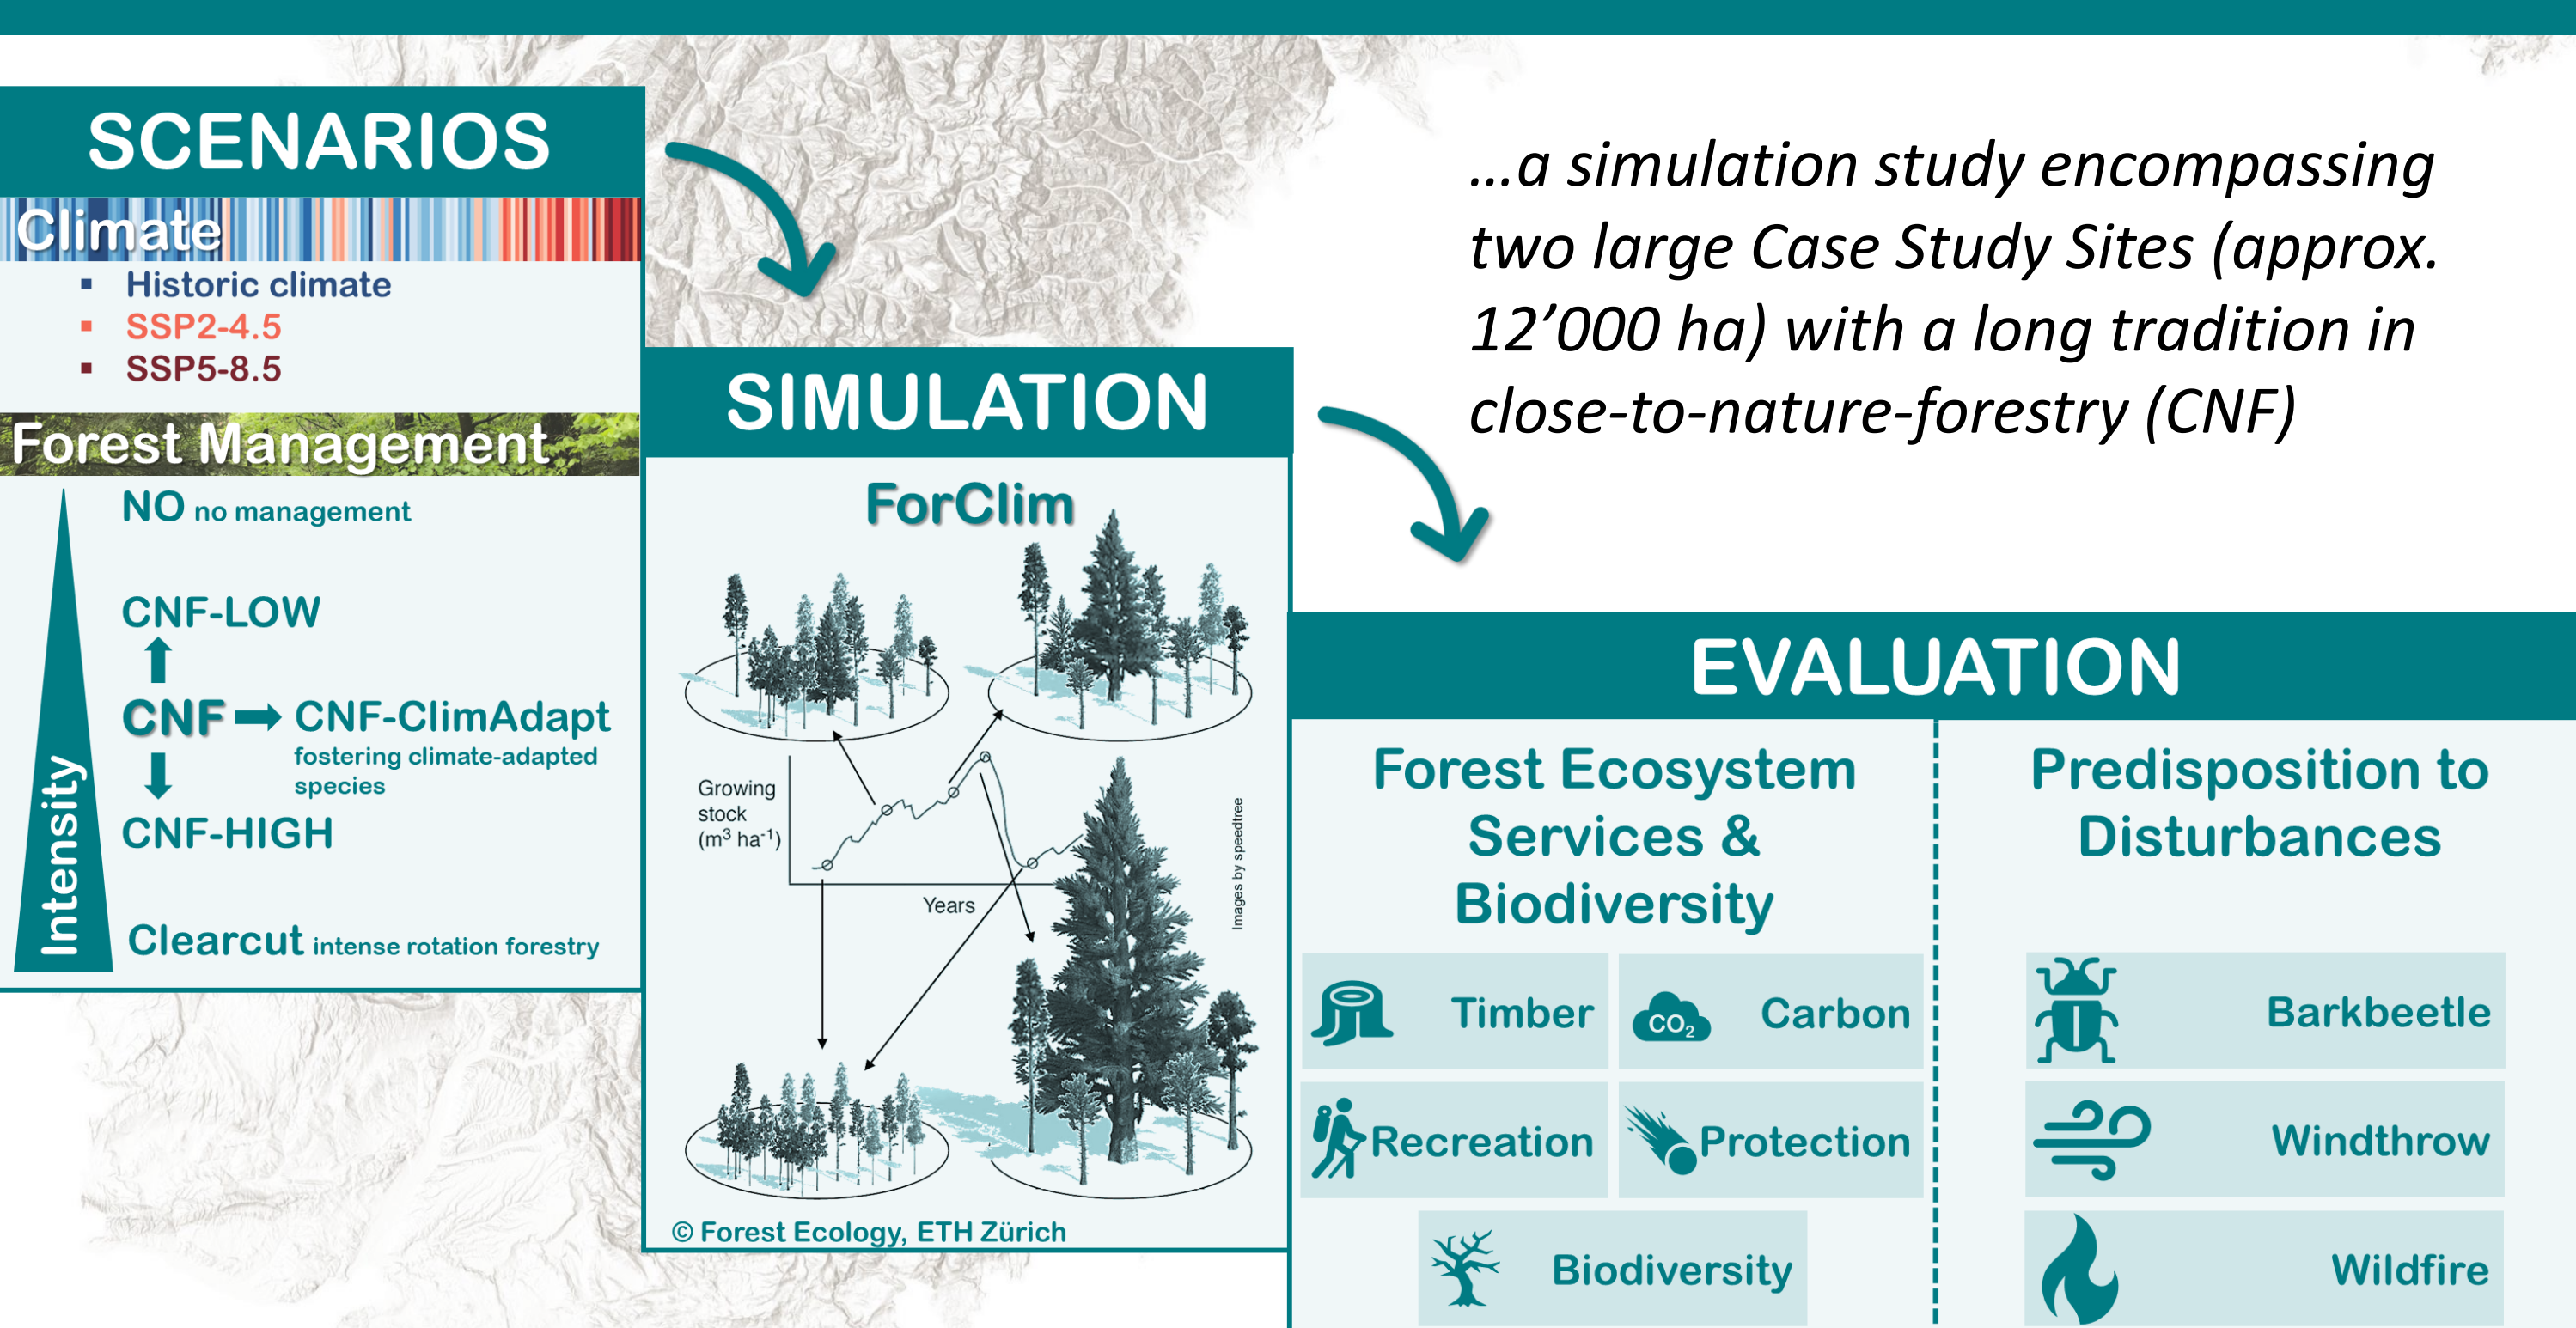 SCENARIOS
Climate
▪ Historic climate
▪ SSP2-4.5
▪ SSP5-8.5
Forest Management
NO no management
CNF-LOW
CNF
CNF-ClimAdapt
fostering climate-adapted
species
CNF-HIGH
Clearcut intense rotation forestry
Intensity
SIMULATION
ForClim
Growing
stock
(m³ ha⁻¹)
Years
Images by speedtree
© Forest Ecology, ETH Zürich
...a simulation study encompassing
two large Case Study Sites (approx.
12’000 ha) with a long tradition in
close-to-nature-forestry (CNF)
EVALUATION
Forest Ecosystem
Services &
Biodiversity
Timber
CO₂
Carbon
Recreation
Protection
Biodiversity
Predisposition to
Disturbances
Barkbeetle
Windthrow
Wildfire